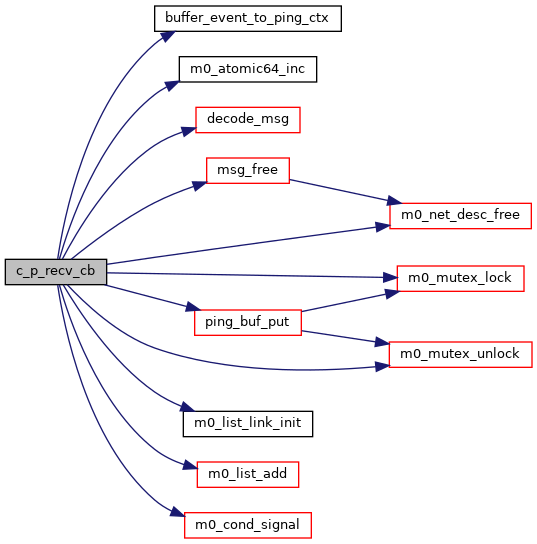 buffer_event_to_ping_ctx
m0_atomic64_inc
decode_msg
msg_free
m0_net_desc_free
c_p_recv_cb
m0_mutex_lock
ping_buf_put
m0_mutex_unlock
m0_list_link_init
m0_list_add
m0_cond_signal